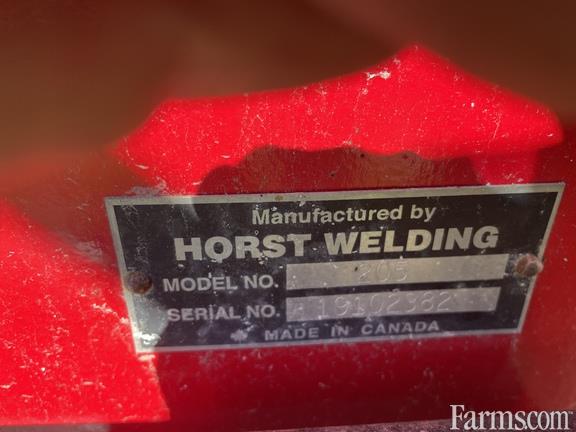 Manufactured by
HORST WELDING
MODEL NO. 205
SERIAL NO. 19102382
MADE IN CANADA
Farms.com